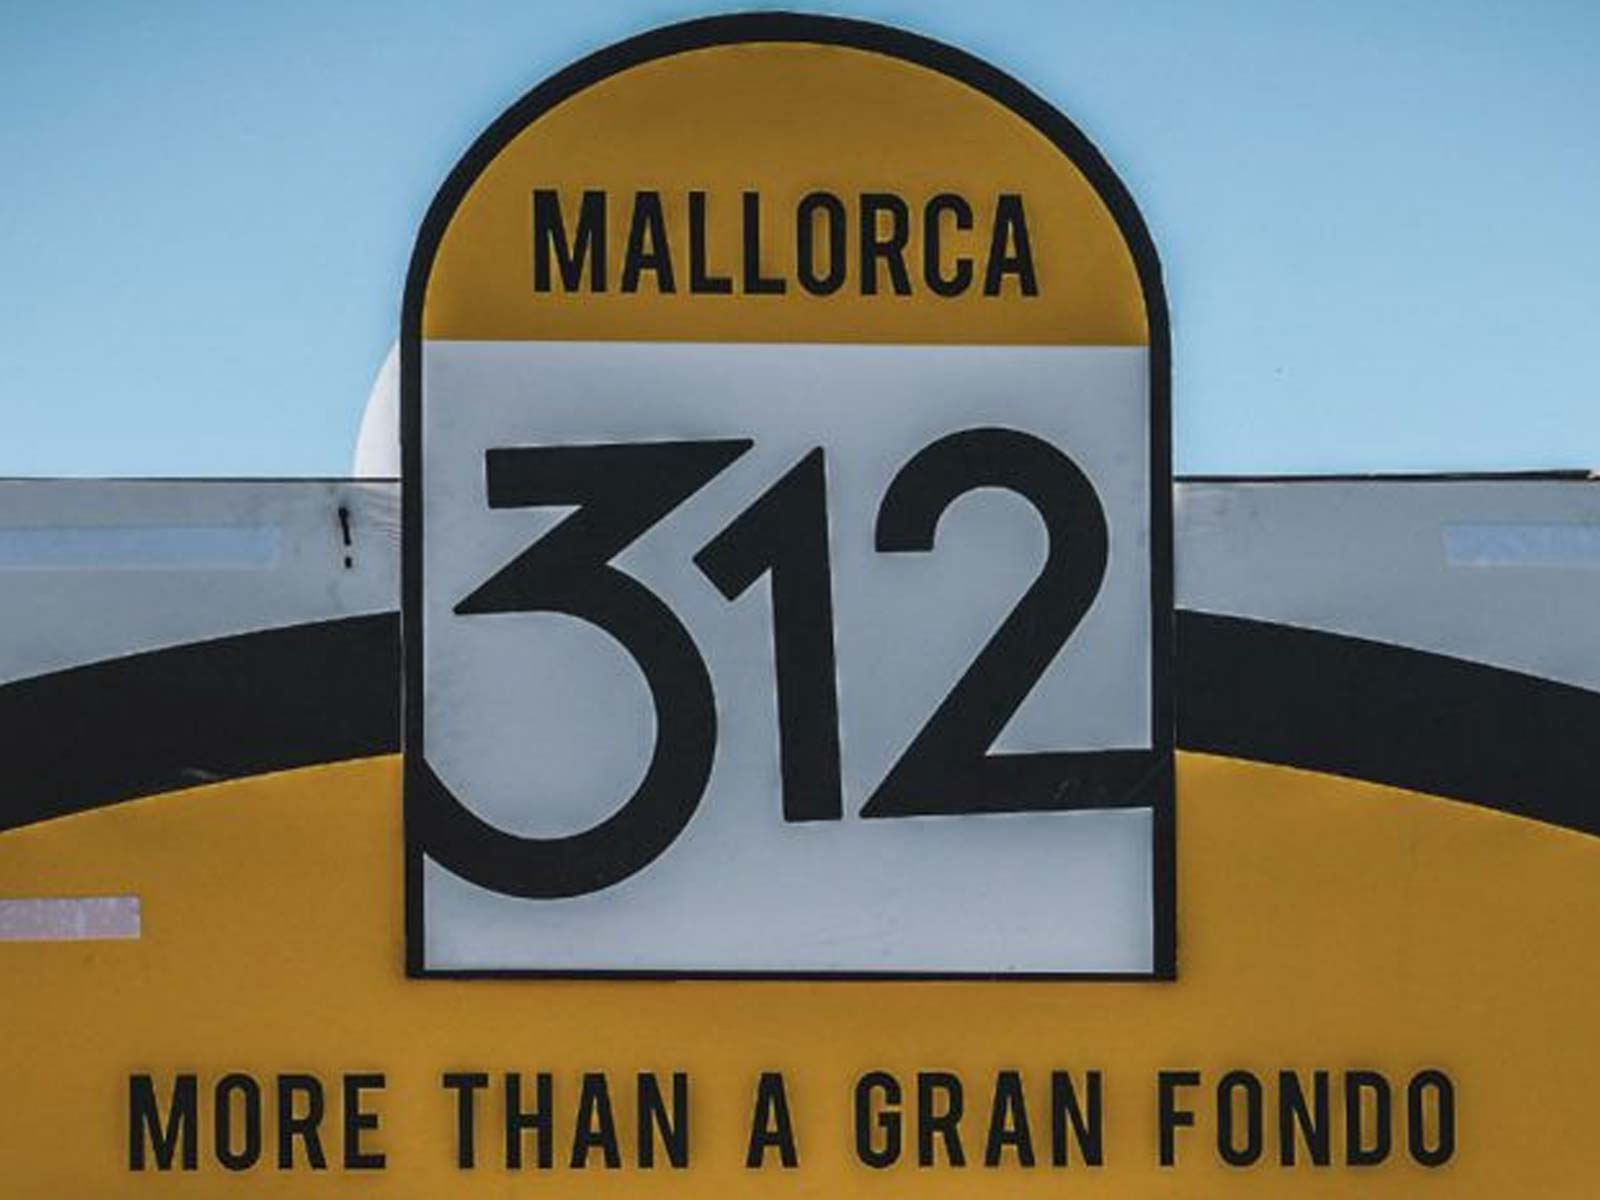 MALLORCA
312
MORE THAN A GRAN FONDO